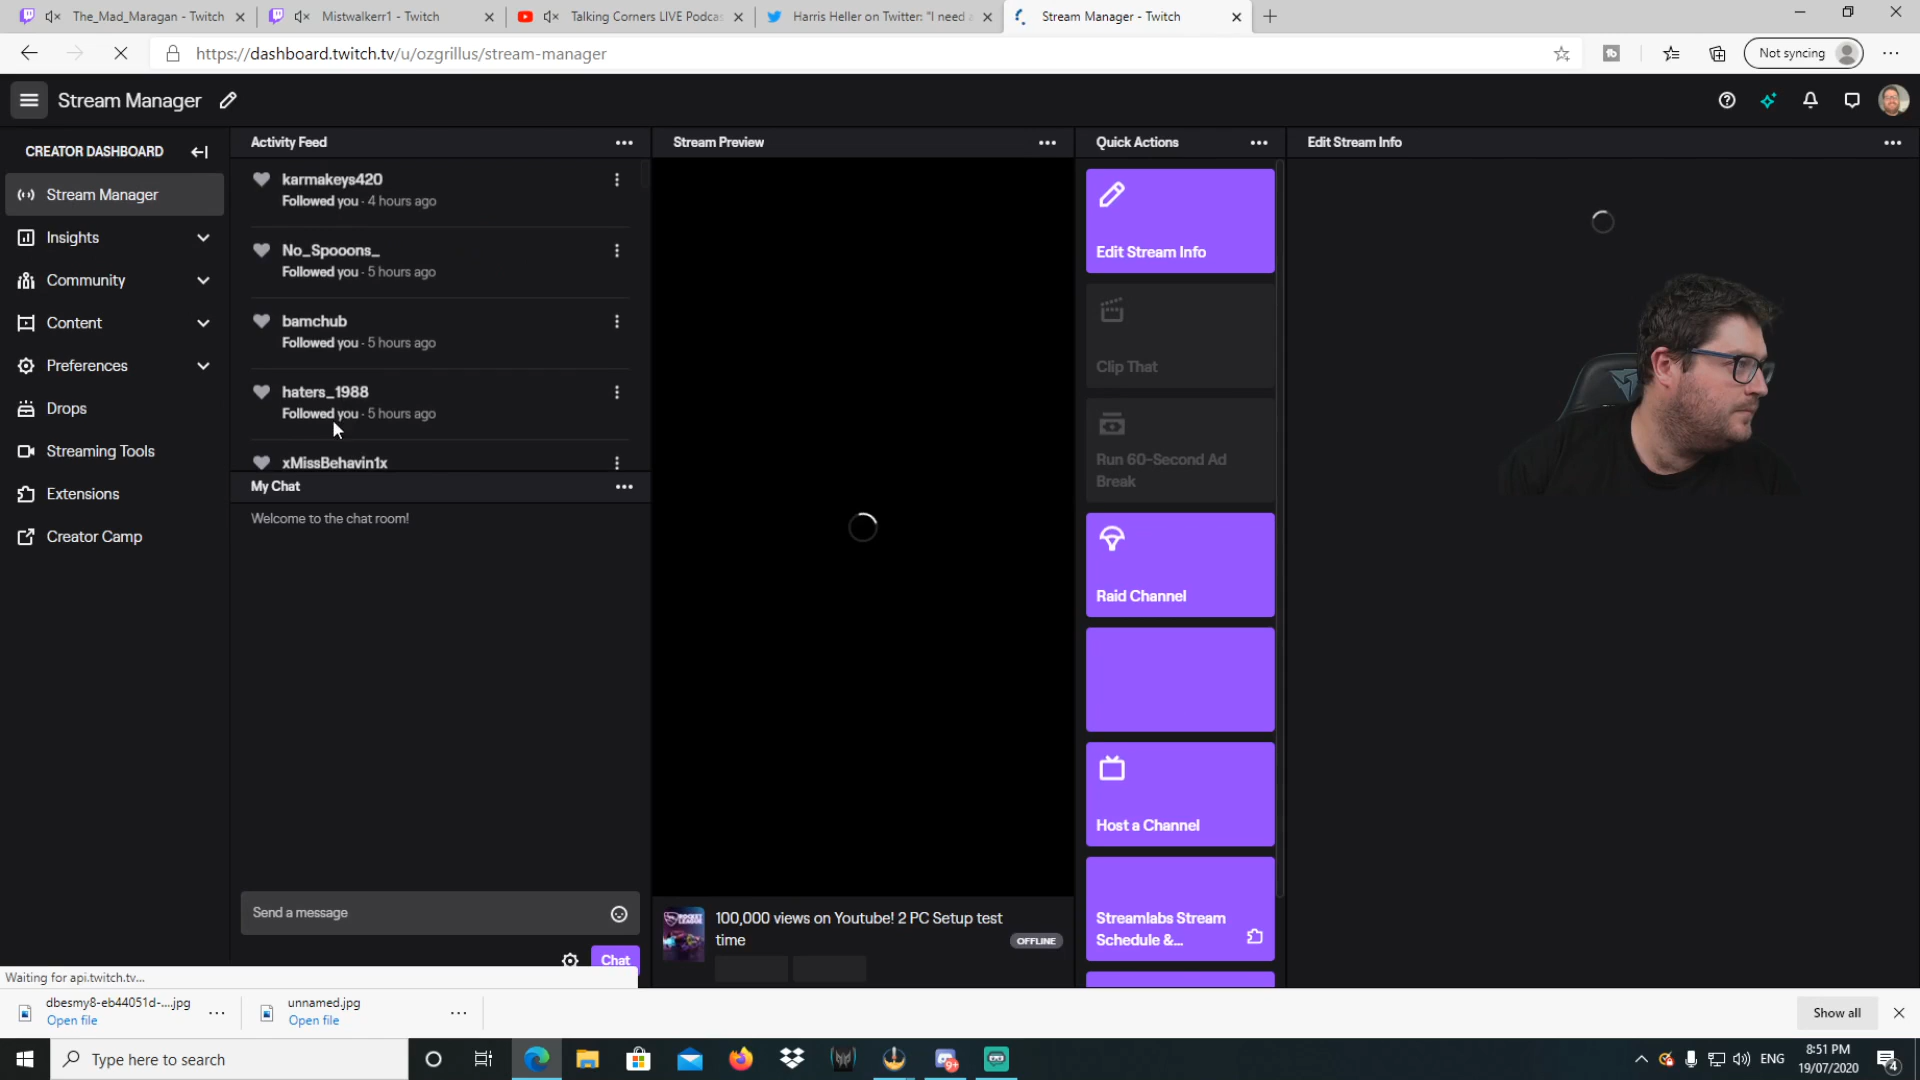 The_Mad_Maragan - Twitch
Mistwalkerr1 - Twitch
Talking Corners LIVE Podcas
Harris Heller on Twitter: "I need a
Stream Manager - Twitch
https://dashboard.twitch.tv/u/ozgrillus/stream-manager
Not syncing
Stream Manager
CREATOR DASHBOARD
Stream Manager
Insights
Community
Content
Preferences
Drops
Streaming Tools
Extensions
Creator Camp
Activity Feed
karmakeys420
Followed you - 4 hours ago
No_Spooons_
Followed you - 5 hours ago
bamchub
Followed you - 5 hours ago
haters_1988
Followed you - 5 hours ago
xMissBehavin1x
My Chat
Welcome to the chat room!
Send a message
Chat
Stream Preview
100,000 views on Youtube! 2 PC Setup test
time
OFFLINE
Quick Actions
Edit Stream Info
Clip That
Run 60-Second Ad
Break
Raid Channel
Host a Channel
Streamlabs Stream
Schedule &...
Edit Stream Info
Waiting for api.twitch.tv...
dbesmy8-eb44051d-....jpg
Open file
unnamed.jpg
Open file
Show all
Type here to search
9+
ENG
8:51 PM
19/07/2020
4